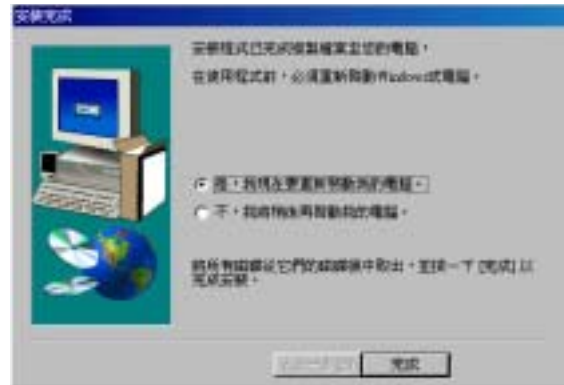 安裝完成
安裝程式已完成複製檔案至您的電腦。
在使用程式前，必須重新啟動Windows或電腦。
是，我現在要重新啟動我的電腦。
不，我將稍後再啟動我的電腦。
將所有磁碟從它們的磁碟機中取出，並按一下 [完成] 以
完成安裝。
完成